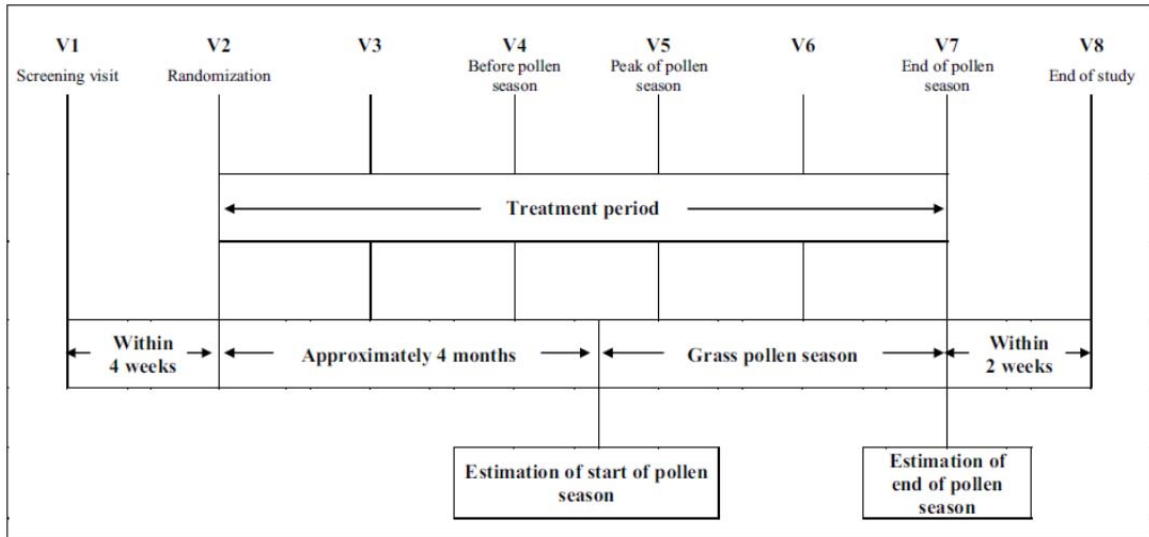 V1
Screening visit
V2
Randomization
V3
V4
Before pollen
season
V5
Peak of pollen
season
V6
V7
End of pollen
season
V8
End of study
Treatment period
Within
4 weeks
Approximately 4 months
Grass pollen season
Within
2 weeks
Estimation of start of pollen
season
Estimation of
end of pollen
season